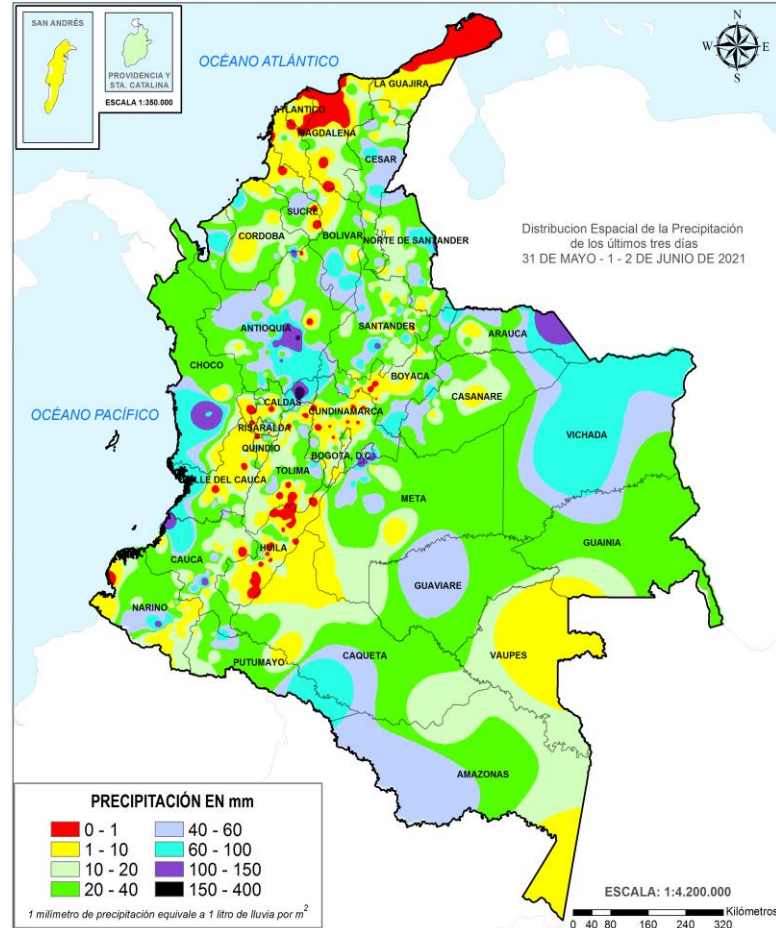 SAN ANDRÉS
PROVIDENCIA Y
STA. CATALINA
ESCALA 1:350.000
OCÉANO ATLÁNTICO
N
W
E
S
LA GUAJIRA
ATLANTICO
MAGDALENA
CESAR
SUCRE
CORDOBA
BOLIVAR
NORTE DE SANTANDER
Distribucion Espacial de la Precipitación
de los últimos tres días
31 DE MAYO - 1 - 2 DE JUNIO DE 2021
ANTIOQUIA
SANTANDER
ARAUCA
CHOCO
BOYACA
CASANARE
OCÉANO PACÍFICO
CALDAS
CUNDINAMARCA
RISARALDA
VICHADA
QUINDIO
BOGOTA, D.C.
TOLIMA
VALLE DEL CAUCA
META
GUAINIA
HUILA
CAUCA
GUAVIARE
NARINO
VAUPES
CAQUETA
PUTUMAYO
AMAZONAS
PRECIPITACIÓN EN mm
0 - 1
40 - 60
1 - 10
60 - 100
10 - 20
100 - 150
20 - 40
150 - 400
1 milímetro de precipitación equivale a 1 litro de lluvia por m²
ESCALA: 1:4.200.000
Kilómetros
0 40 80 160 240 320